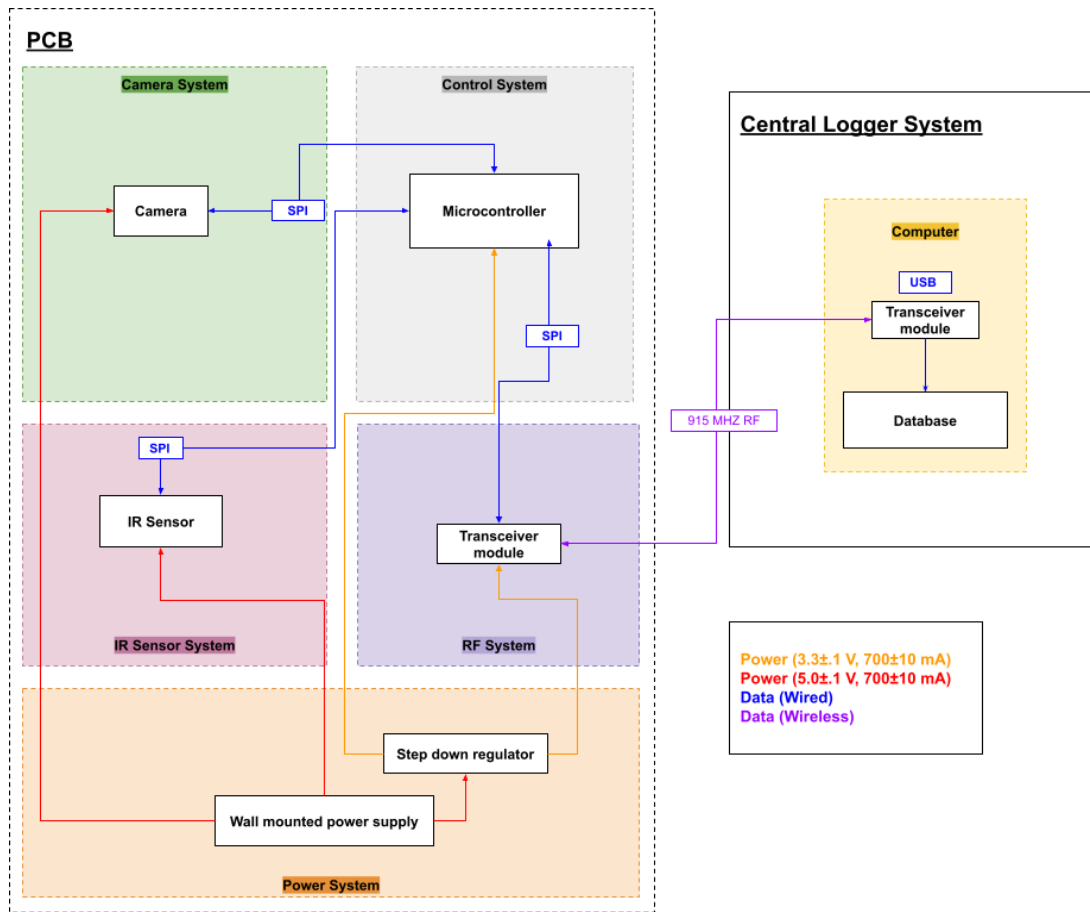 PCB
Camera System
Control System
Camera
SPI
Microcontroller
SPI
SPI
IR Sensor
IR Sensor System
Transceiver
module
RF System
Step down regulator
Wall mounted power supply
Power System
915 MHZ RF
Central Logger System
Computer
USB
Transceiver
module
Database
Power (3.3±.1 V, 700±10 mA)
Power (5.0±.1 V, 700±10 mA)
Data (Wired)
Data (Wireless)